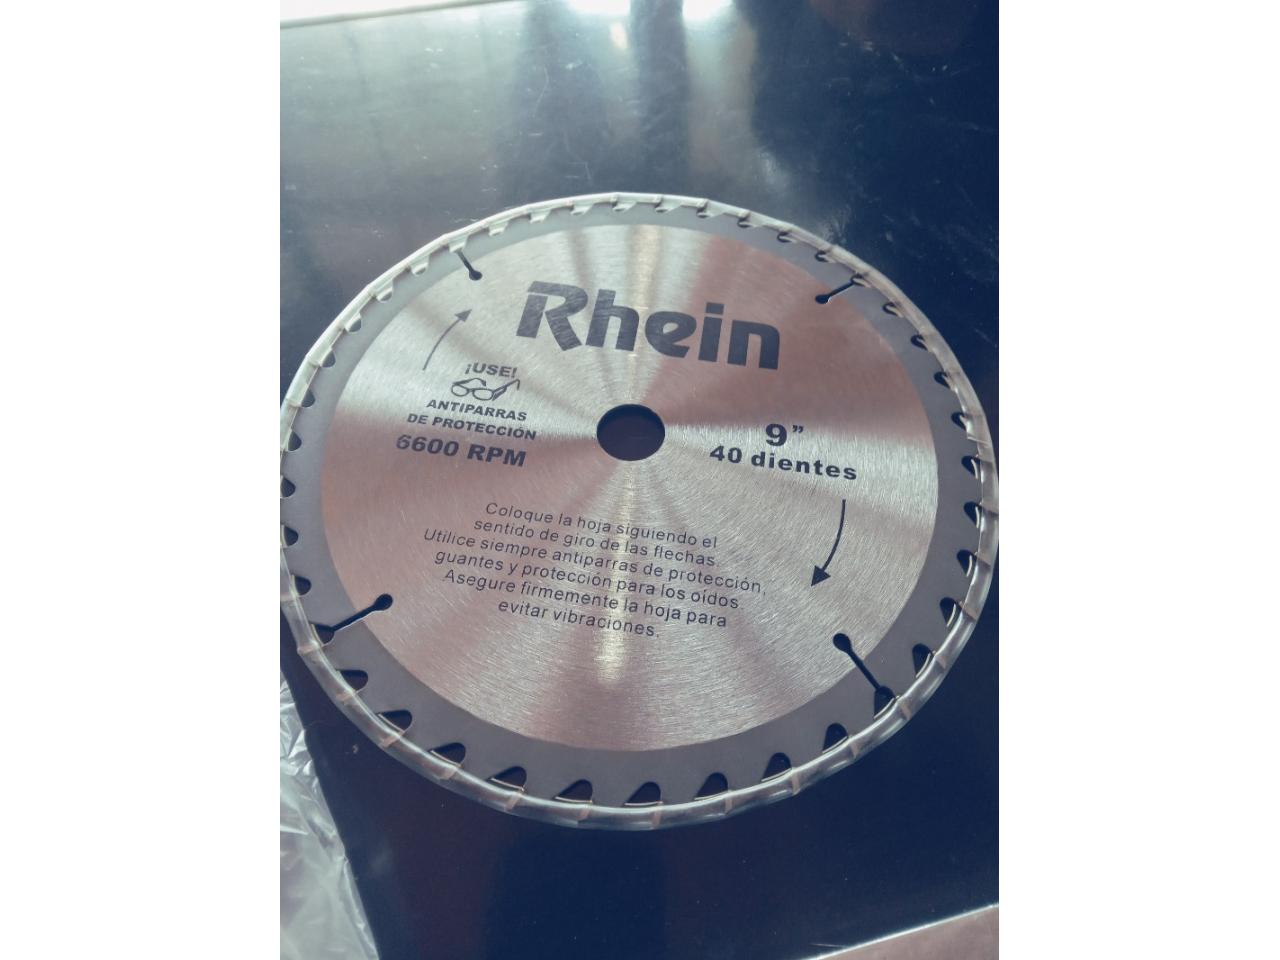 Rhein
¡USE!
ANTIPARRAS
DE PROTECCIÓN
6600 RPM
9”
40 dientes
Coloque la hoja siguiendo el
sentido de giro de las flechas.
Utilice siempre antiparras de protección,
guantes y protección para los oídos.
Asegure firmemente la hoja para
evitar vibraciones.